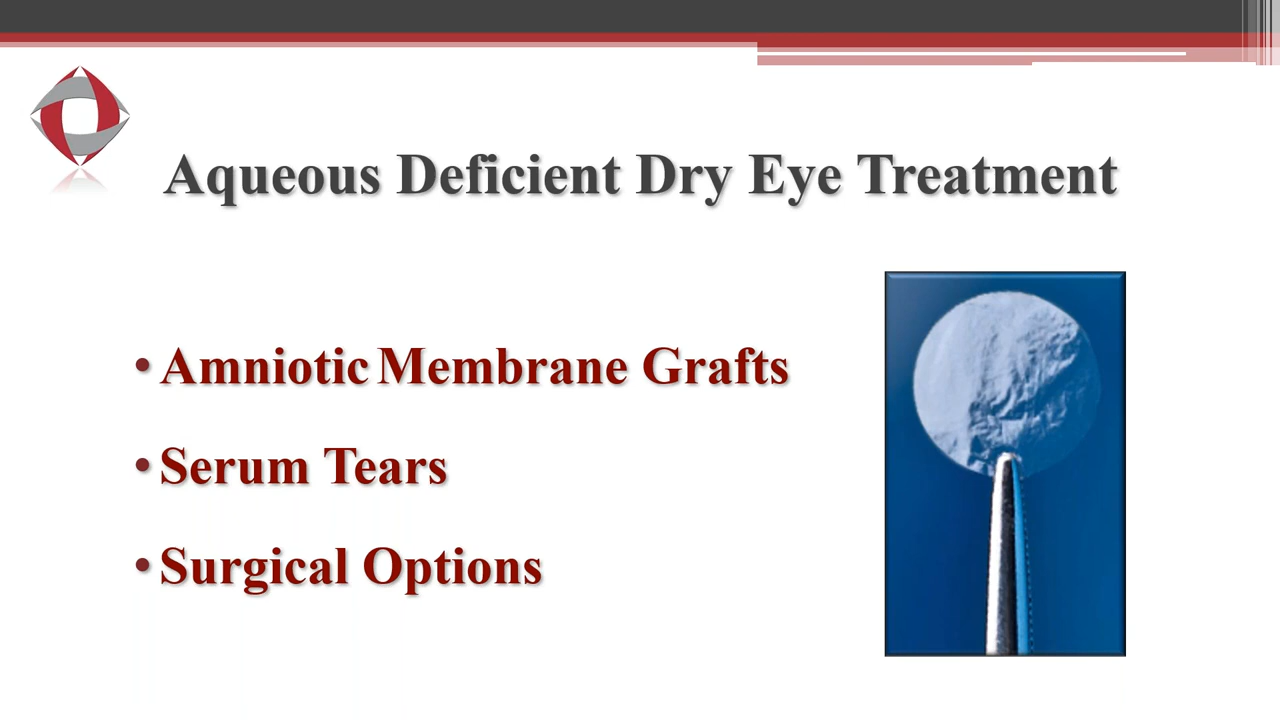 Aqueous Deficient Dry Eye Treatment
• Amniotic Membrane Grafts
• Serum Tears
• Surgical Options